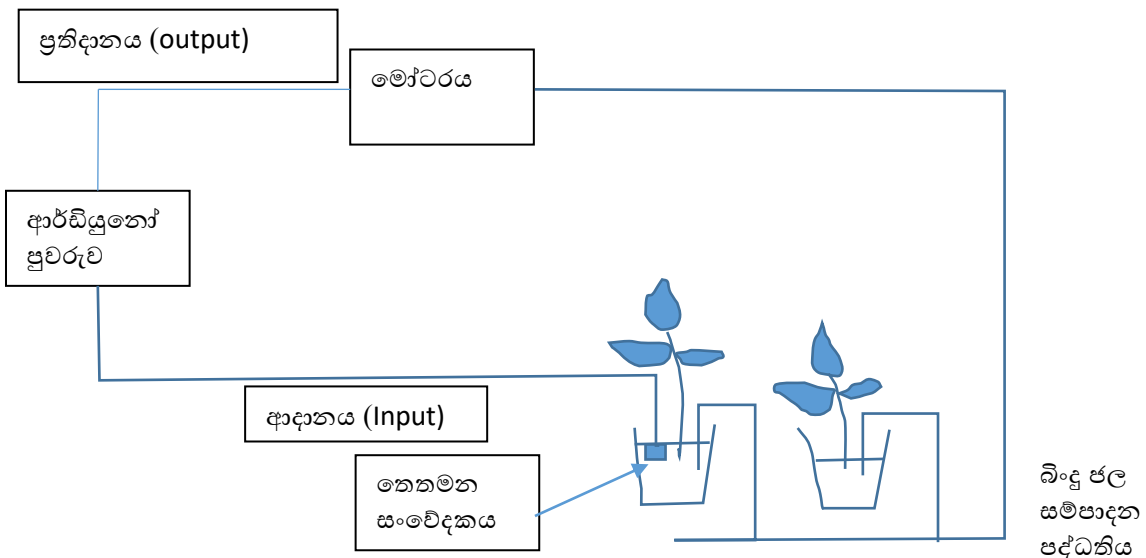 ප්‍රතිදානය (output)
මෝටරය
ආර්ඩියුනෝ
පුවරුව
ආදානය (Input)
තෙතමන
සංවේදකය
බිංදු ජල
සම්පාදන
පද්ධතිය